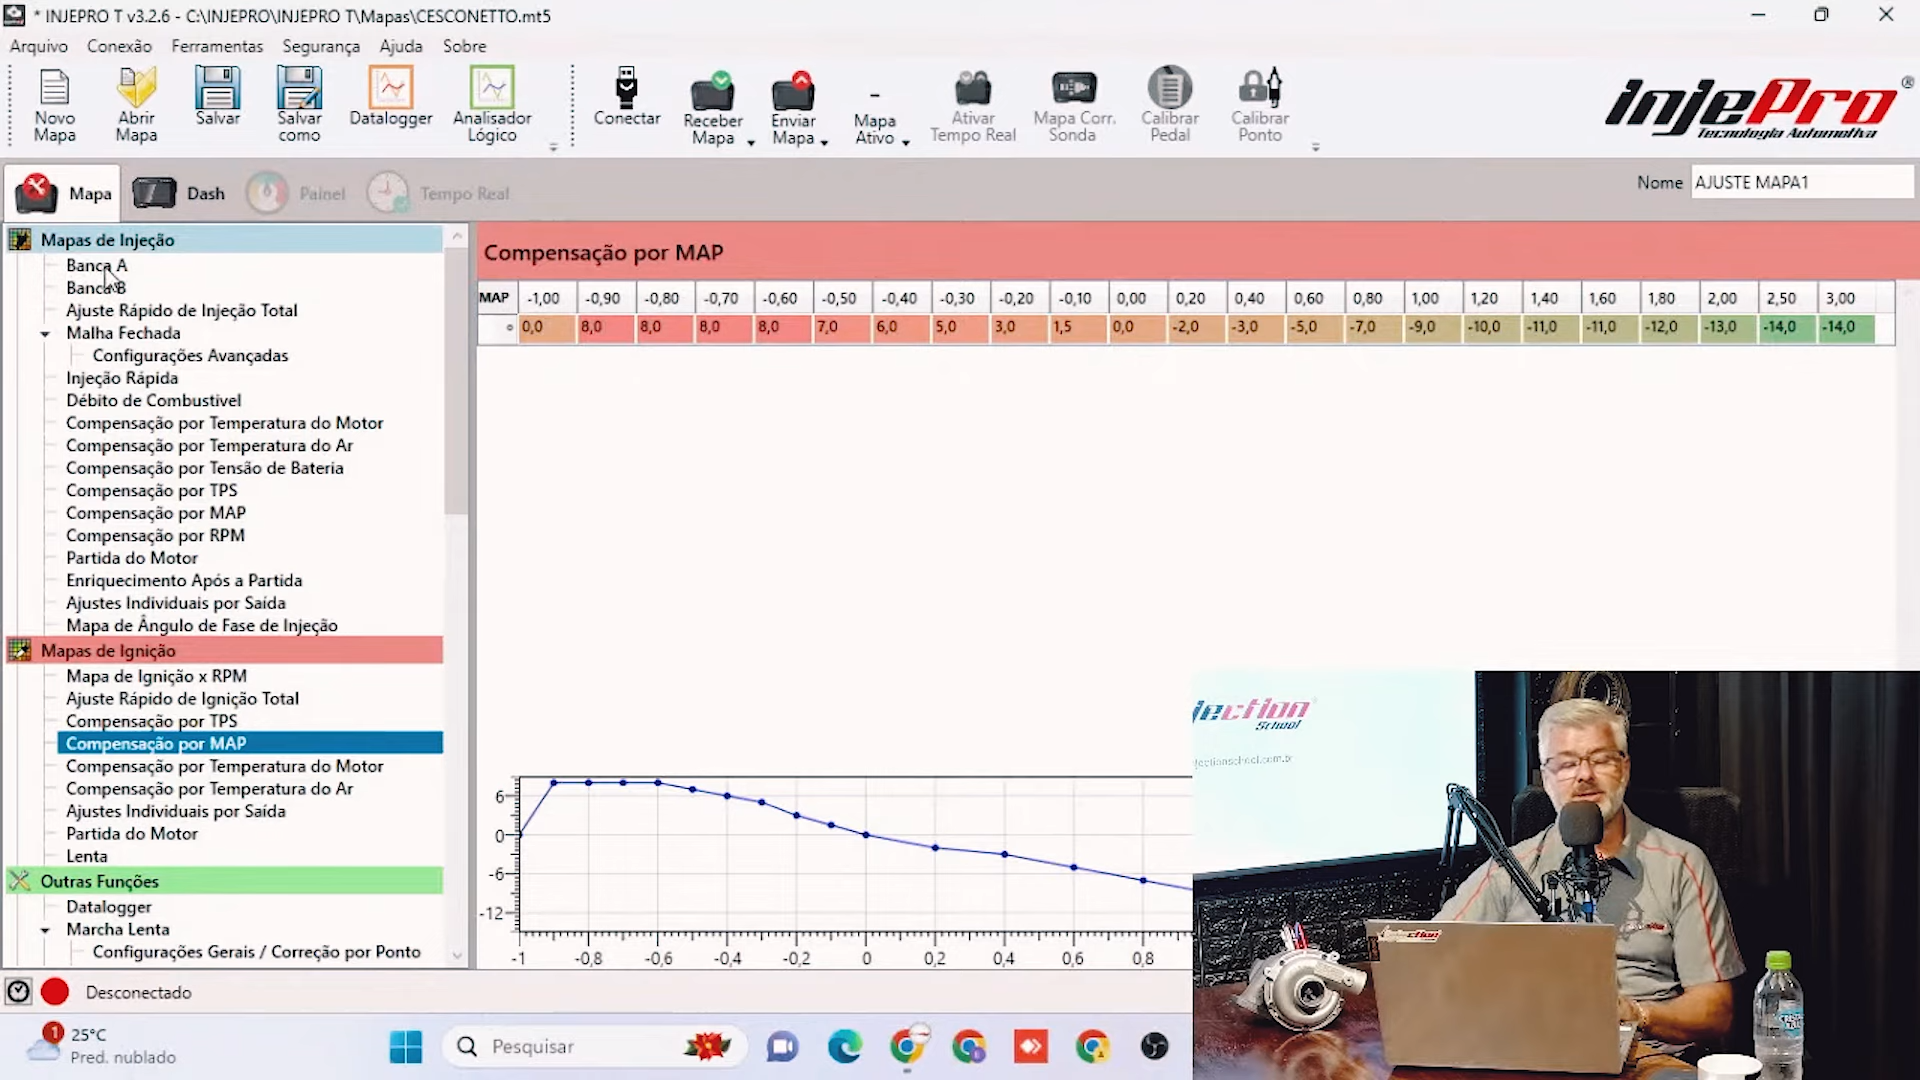 * INJEPRO T v3.2.6 - C:\INJEPRO\INJEPRO T\Mapas\CESCONETTO.mt5
Arquivo Conexão Ferramentas Segurança Ajuda Sobre
Novo Mapa
Abrir Mapa
Salvar
Salvar como
Datalogger
Analisador Lógico
Conectar
Receber Mapa
Enviar Mapa
-
Mapa Ativo
Ativar Tempo Real
Mapa Corr. Sonda
Calibrar Pedal
Calibrar Ponto
injePro®
Tecnologia Automotiva
Mapa Dash Painel Tempo Real
Nome AJUSTE MAPA1
Mapas de Injeção
Banca A
Banca B
Ajuste Rápido de Injeção Total
Malha Fechada
Configurações Avançadas
Injeção Rápida
Débito de Combustivel
Compensação por Temperatura do Motor
Compensação por Temperatura do Ar
Compensação por Tensão de Bateria
Compensação por TPS
Compensação por MAP
Compensação por RPM
Partida do Motor
Enriquecimento Após a Partida
Ajustes Individuais por Saída
Mapa de Ângulo de Fase de Injeção
Mapas de Ignição
Mapa de Ignição x RPM
Ajuste Rápido de Ignição Total
Compensação por TPS
Compensação por MAP
Compensação por Temperatura do Motor
Compensação por Temperatura do Ar
Ajustes Individuais por Saída
Partida do Motor
Lenta
Outras Funções
Datalogger
Marcha Lenta
Configurações Gerais / Correção por Ponto
Compensação por MAP
MAP -1,00 -0,90 -0,80 -0,70 -0,60 -0,50 -0,40 -0,30 -0,20 -0,10 0,00 0,20 0,40 0,60 0,80 1,00 1,20 1,40 1,60 1,80 2,00 2,50 3,00
° 0,0 8,0 8,0 8,0 8,0 7,0 6,0 5,0 3,0 1,5 0,0 -2,0 -3,0 -5,0 -7,0 -9,0 -10,0 -11,0 -11,0 -12,0 -13,0 -14,0 -14,0
6
0
-6
-12
-1 -0,8 -0,6 -0,4 -0,2 0 0,2 0,4 0,6 0,8
jection
School
jectionschool.com.br
Desconectado
1
25°C
Pred. nublado
Pesquisar